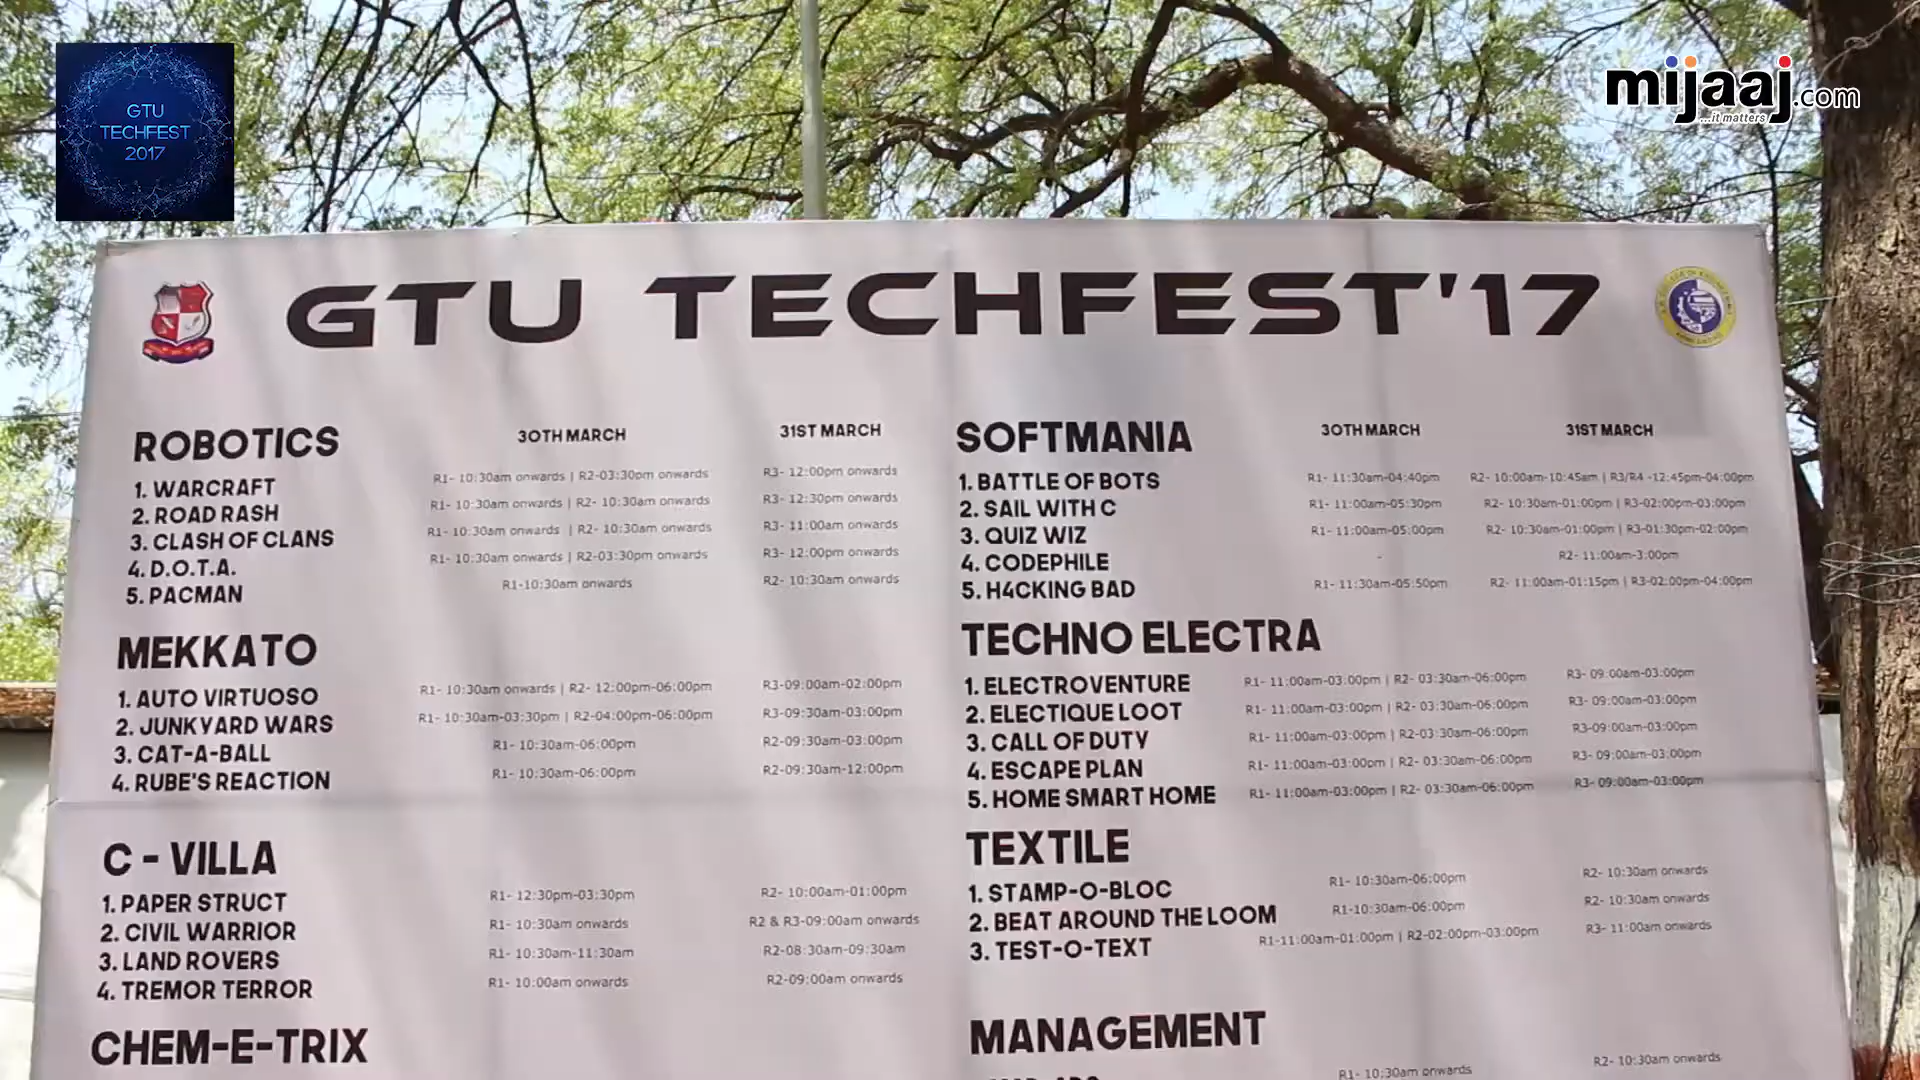 GTU
TECHFEST
2017
mijaaj.com
...it matters
GTU TECHFEST'17
ROBOTICS 30TH MARCH 31ST MARCH
1. WARCRAFT R1- 10:30am onwards | R2-03:30pm onwards R3- 12:00pm onwards
2. ROAD RASH R1- 10:30am onwards | R2- 10:30am onwards R3- 12:30pm onwards
3. CLASH OF CLANS R1- 10:30am onwards | R2- 10:30am onwards R3- 11:00am onwards
4. D.O.T.A. R1- 10:30am onwards | R2-03:30pm onwards R3- 12:00pm onwards
5. PACMAN R1-10:30am onwards R2- 10:30am onwards
MEKKATO
1. AUTO VIRTUOSO R1- 10:30am onwards | R2- 12:00pm-06:00pm R3-09:00am-02:00pm
2. JUNKYARD WARS R1- 10:30am-03:30pm | R2-04:00pm-06:00pm R3-09:30am-03:00pm
3. CAT-A-BALL R1- 10:30am-06:00pm R2-09:30am-03:00pm
4. RUBE'S REACTION R1- 10:30am-06:00pm R2-09:30am-12:00pm
C - VILLA
1. PAPER STRUCT R1- 12:30pm-03:30pm R2- 10:00am-01:00pm
2. CIVIL WARRIOR R1- 10:30am onwards R2 & R3-09:00am onwards
3. LAND ROVERS R1- 10:30am-11:30am R2-08:30am-09:30am
4. TREMOR TERROR R1- 10:00am onwards R2-09:00am onwards
CHEM-E-TRIX
SOFTMANIA 30TH MARCH 31ST MARCH
1. BATTLE OF BOTS R1- 11:30am-04:40pm R2- 10:00am-10:45am | R3/R4 -12:45pm-04:00pm
2. SAIL WITH C R1- 11:00am-05:30pm R2- 10:30am-01:00pm | R3-02:00pm-03:00pm
3. QUIZ WIZ R1- 11:00am-05:00pm R2- 10:30am-01:00pm | R3-01:30pm-02:00pm
4. CODEPHILE - R2- 11:00am-3:00pm
5. H4CKING BAD R1- 11:30am-05:50pm R2- 11:00am-01:15pm | R3-02:00pm-04:00pm
TECHNO ELECTRA
1. ELECTROVENTURE R1- 11:00am-03:00pm | R2- 03:30am-06:00pm R3- 09:00am-03:00pm
2. ELECTIQUE LOOT R1- 11:00am-03:00pm | R2- 03:30am-06:00pm R3- 09:00am-03:00pm
3. CALL OF DUTY R1- 11:00am-03:00pm | R2-03:30am-06:00pm R3-09:00am-03:00pm
4. ESCAPE PLAN R1- 11:00am-03:00pm | R2- 03:30am-06:00pm R3- 09:00am-03:00pm
5. HOME SMART HOME R1- 11:00am-03:00pm | R2- 03:30am-06:00pm R3- 09:00am-03:00pm
TEXTILE
1. STAMP-O-BLOC R1- 10:30am-06:00pm R2- 10:30am onwards
2. BEAT AROUND THE LOOM R1-10:30am-06:00pm R2- 10:30am onwards
3. TEST-O-TEXT R1-11:00am-01:00pm | R2-02:00pm-03:00pm R3- 11:00am onwards
MANAGEMENT
R1- 10:30am onwards R2- 10:30am onwards